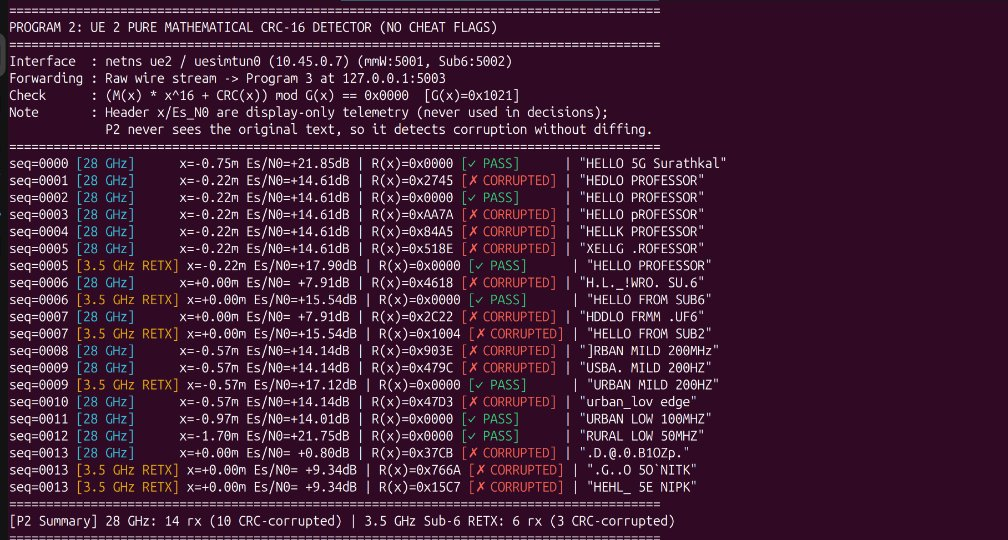 ================================================================================
PROGRAM 2: UE 2 PURE MATHEMATICAL CRC-16 DETECTOR (NO CHEAT FLAGS)
================================================================================
Interface  : netns ue2 / uesimtun0 (10.45.0.7) (mmW:5001, Sub6:5002)
Forwarding : Raw wire stream -> Program 3 at 127.0.0.1:5003
Check      : (M(x) * x^16 + CRC(x)) mod G(x) == 0x0000  [G(x)=0x1021]
Note       : Header x/Es_N0 are display-only telemetry (never used in decisions);
             P2 never sees the original text, so it detects corruption without diffing.
================================================================================
seq=0000 [28 GHz]       x=-0.75m Es/N0=+21.85dB | R(x)=0x0000 [✓ PASS]      | "HELLO 5G Surathkal"
seq=0001 [28 GHz]       x=-0.22m Es/N0=+14.61dB | R(x)=0x2745 [✗ CORRUPTED] | "HEDLO PROFESSOR"
seq=0002 [28 GHz]       x=-0.22m Es/N0=+14.61dB | R(x)=0x0000 [✓ PASS]      | "HELLO PROFESSOR"
seq=0003 [28 GHz]       x=-0.22m Es/N0=+14.61dB | R(x)=0xAA7A [✗ CORRUPTED] | "HELLO pROFESSOR"
seq=0004 [28 GHz]       x=-0.22m Es/N0=+14.61dB | R(x)=0x84A5 [✗ CORRUPTED] | "HELLK PROFESSOR"
seq=0005 [28 GHz]       x=-0.22m Es/N0=+14.61dB | R(x)=0x518E [✗ CORRUPTED] | "XELLG .ROFESSOR"
seq=0005 [3.5 GHz RETX] x=-0.22m Es/N0=+17.90dB | R(x)=0x0000 [✓ PASS]      | "HELLO PROFESSOR"
seq=0006 [28 GHz]       x=+0.00m Es/N0= +7.91dB | R(x)=0x4618 [✗ CORRUPTED] | "H.L._!WRO. SU.6"
seq=0006 [3.5 GHz RETX] x=+0.00m Es/N0=+15.54dB | R(x)=0x0000 [✓ PASS]      | "HELLO FROM SUB6"
seq=0007 [28 GHz]       x=+0.00m Es/N0= +7.91dB | R(x)=0x2C22 [✗ CORRUPTED] | "HDDLO FRMM .UF6"
seq=0007 [3.5 GHz RETX] x=+0.00m Es/N0=+15.54dB | R(x)=0x1004 [✗ CORRUPTED] | "HELLO FROM SUB2"
seq=0008 [28 GHz]       x=-0.57m Es/N0=+14.14dB | R(x)=0x903E [✗ CORRUPTED] | "]RBAN MILD 200MHz"
seq=0009 [28 GHz]       x=-0.57m Es/N0=+14.14dB | R(x)=0x479C [✗ CORRUPTED] | "USBA. MILD 200HZ"
seq=0009 [3.5 GHz RETX] x=-0.57m Es/N0=+17.12dB | R(x)=0x0000 [✓ PASS]      | "URBAN MILD 200HZ"
seq=0010 [28 GHz]       x=-0.57m Es/N0=+14.14dB | R(x)=0x47D3 [✗ CORRUPTED] | "urban_lov edge"
seq=0011 [28 GHz]       x=-0.97m Es/N0=+14.01dB | R(x)=0x0000 [✓ PASS]      | "URBAN LOW 100MHZ"
seq=0012 [28 GHz]       x=-1.70m Es/N0=+21.75dB | R(x)=0x0000 [✓ PASS]      | "RURAL LOW 50MHZ"
seq=0013 [28 GHz]       x=+0.00m Es/N0= +0.80dB | R(x)=0x37CB [✗ CORRUPTED] | ".D.@.0.B1OZp."
seq=0013 [3.5 GHz RETX] x=+0.00m Es/N0= +9.34dB | R(x)=0x766A [✗ CORRUPTED] | ".G..O 5O`NITK"
seq=0013 [3.5 GHz RETX] x=+0.00m Es/N0= +9.34dB | R(x)=0x15C7 [✗ CORRUPTED] | "HEHL_ 5E NIPK"
================================================================================
[P2 Summary] 28 GHz: 14 rx (10 CRC-corrupted) | 3.5 GHz Sub-6 RETX: 6 rx (3 CRC-corrupted)
================================================================================